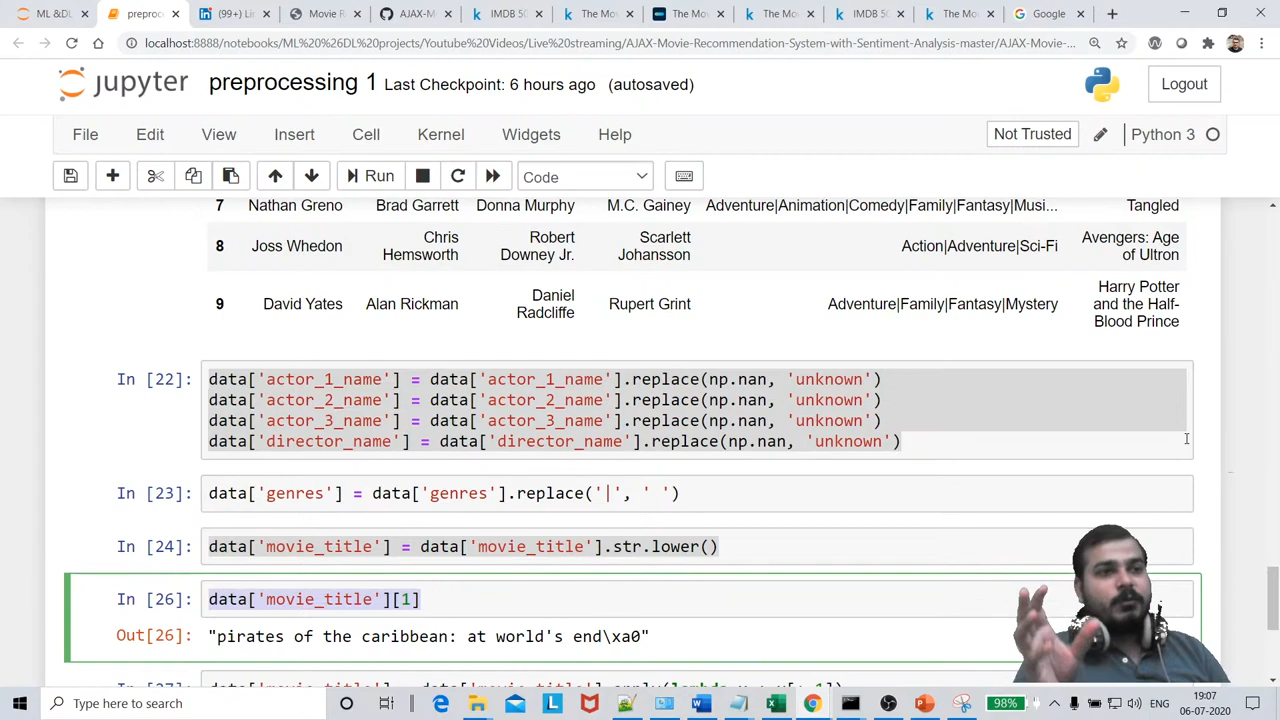 ML &DL
preproc
(99+) Li
Movie R
AJAX-M
IMDB 50
The Mov
The Mov
The Mov
IMDB 50
The Mov
Google
localhost:8888/notebooks/ML%20%26DL%20projects/Youtube%20Videos/live%20streaming/AJAX-Movie-Recommendation-System-with-Sentiment-Analysis-master/AJAX-Movie-...
jupyter preprocessing 1 Last Checkpoint: 6 hours ago (autosaved) Logout
File Edit View Insert Cell Kernel Widgets Help Not Trusted Python 3
Run Code
7 Nathan Greno Brad Garrett Donna Murphy M.C. Gainey Adventure|Animation|Comedy|Family|Fantasy|Musi... Tangled
8 Joss Whedon Chris Hemsworth Robert Downey Jr. Scarlett Johansson Action|Adventure|Sci-Fi Avengers: Age of Ultron
9 David Yates Alan Rickman Daniel Radcliffe Rupert Grint Adventure|Family|Fantasy|Mystery Harry Potter and the Half-Blood Prince
In [22]: data['actor_1_name'] = data['actor_1_name'].replace(np.nan, 'unknown')
data['actor_2_name'] = data['actor_2_name'].replace(np.nan, 'unknown')
data['actor_3_name'] = data['actor_3_name'].replace(np.nan, 'unknown')
data['director_name'] = data['director_name'].replace(np.nan, 'unknown')
In [23]: data['genres'] = data['genres'].replace('|', ' ')
In [24]: data['movie_title'] = data['movie_title'].str.lower()
In [26]: data['movie_title'][1]
Out[26]: "pirates of the caribbean: at world's end\xa0"
Type here to search
98%
ENG
19:07
06-07-2020